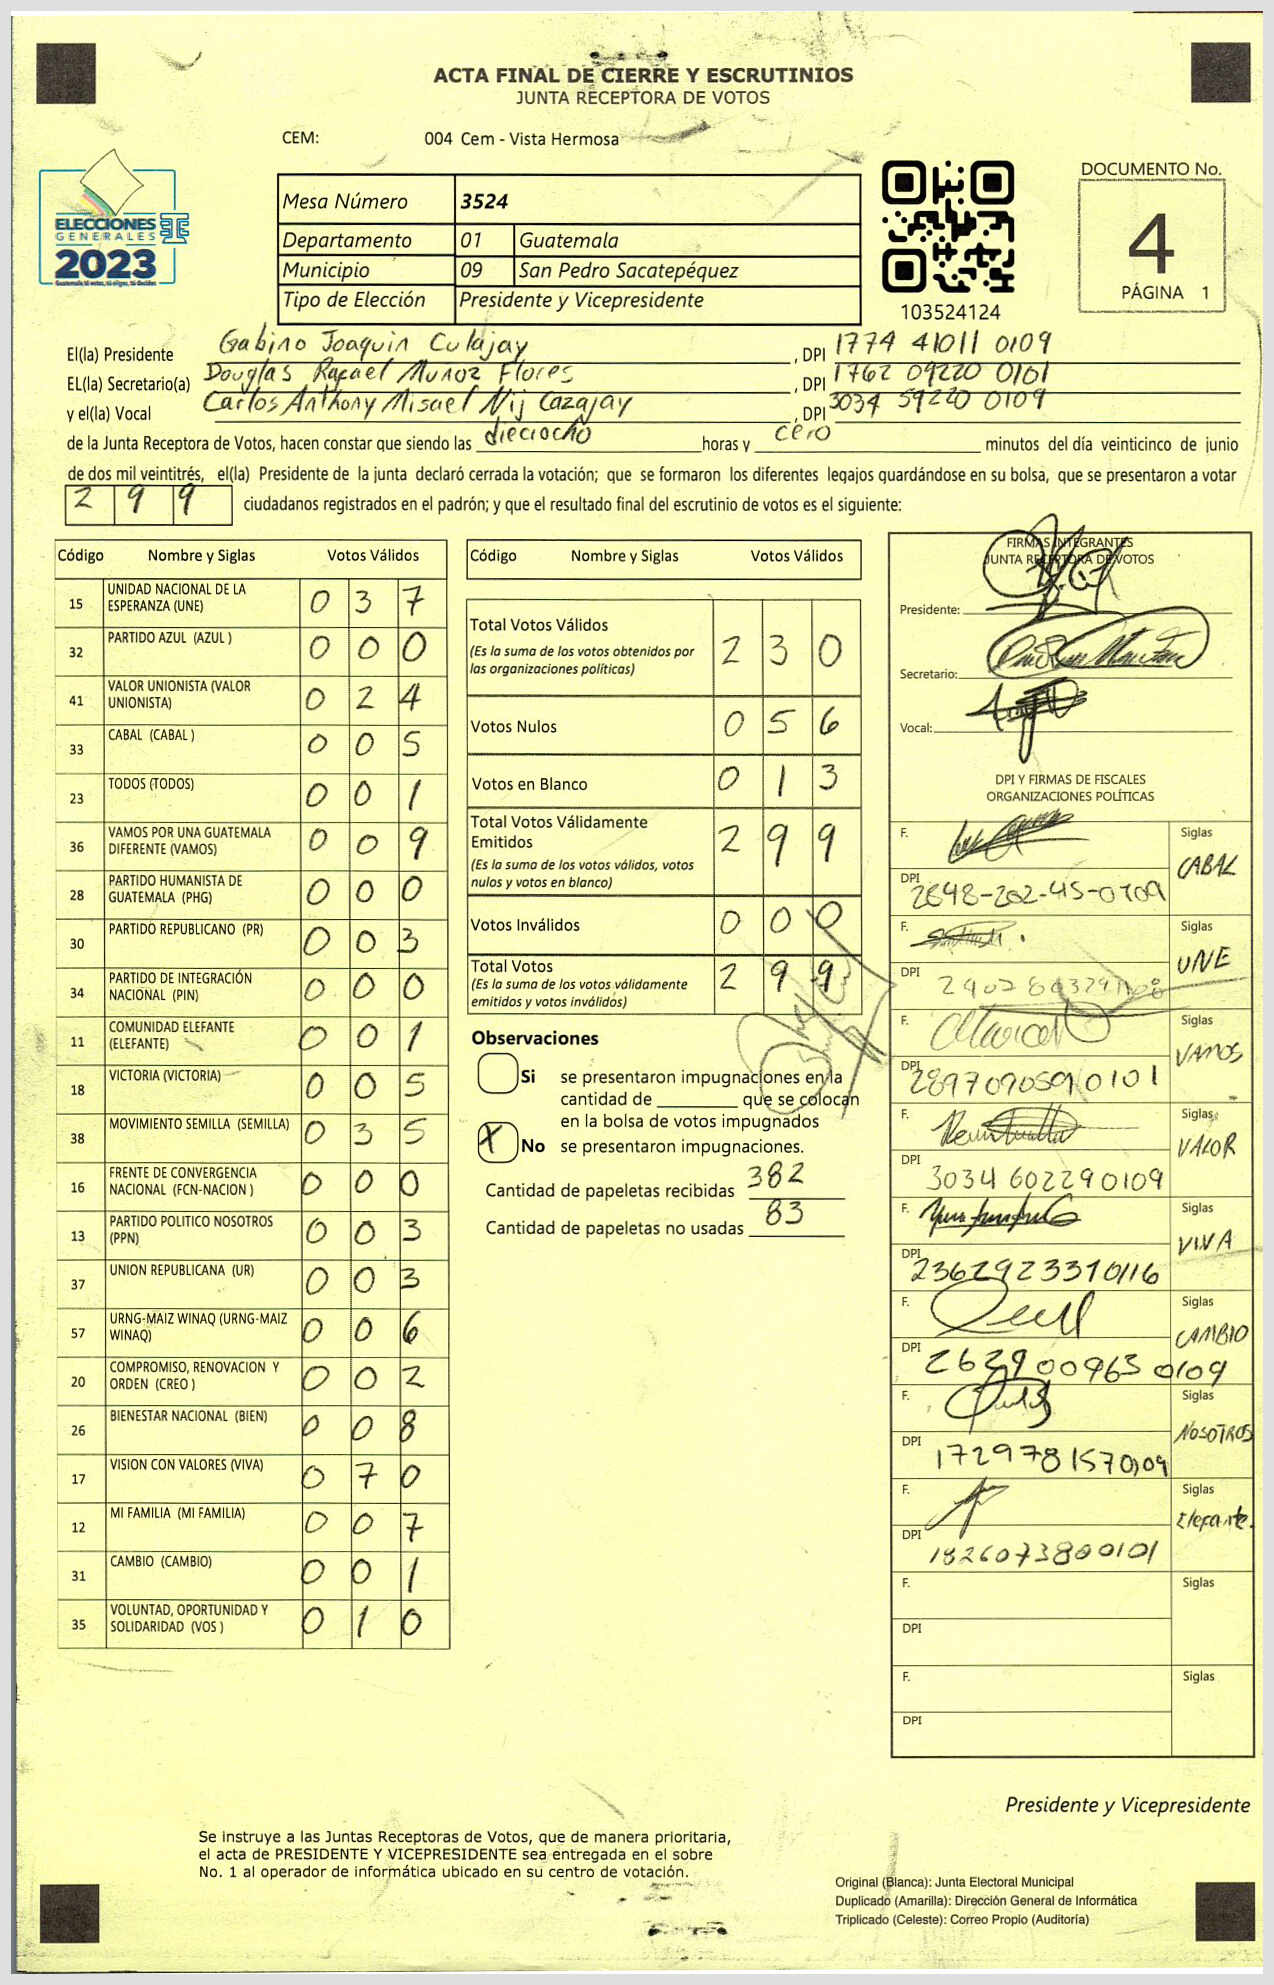 ACTA FINAL DE CIERRE Y ESCRUTINIOS
JUNTA RECEPTORA DE VOTOS
CEM: 004 Cem - Vista Hermosa
ELECCIONES
GENERALES
2023
Guatemala tú votas, tú eliges, tú decides
Mesa Número 3524
Departamento 01 Guatemala
Municipio 09 San Pedro Sacatepéquez
Tipo de Elección Presidente y Vicepresidente
103524124
DOCUMENTO No.
4
PÁGINA 1
El(la) Presidente Gabino Joaquin Culajay , DPI 1774 41011 0109
EL(la) Secretario(a) Douglas Rafael Muñoz Flores , DPI 1762 09220 0101
y el(la) Vocal Carlos Anthony Misael Nij Cazajay , DPI 3034 59220 0109
de la Junta Receptora de Votos, hacen constar que siendo las dieciocho horas y cero minutos del día veinticinco de junio
de dos mil veintitrés, el(la) Presidente de la junta declaró cerrada la votación; que se formaron los diferentes legajos guardándose en su bolsa, que se presentaron a votar
2 9 9 ciudadanos registrados en el padrón; y que el resultado final del escrutinio de votos es el siguiente:
Código Nombre y Siglas Votos Válidos
15 UNIDAD NACIONAL DE LA ESPERANZA (UNE) 0 3 7
32 PARTIDO AZUL (AZUL ) 0 0 0
41 VALOR UNIONISTA (VALOR UNIONISTA) 0 2 4
33 CABAL (CABAL ) 0 0 5
23 TODOS (TODOS) 0 0 1
36 VAMOS POR UNA GUATEMALA DIFERENTE (VAMOS) 0 0 9
28 PARTIDO HUMANISTA DE GUATEMALA (PHG) 0 0 0
30 PARTIDO REPUBLICANO (PR) 0 0 3
34 PARTIDO DE INTEGRACIÓN NACIONAL (PIN) 0 0 0
11 COMUNIDAD ELEFANTE (ELEFANTE) 0 0 1
18 VICTORIA (VICTORIA) 0 0 5
38 MOVIMIENTO SEMILLA (SEMILLA) 0 3 5
16 FRENTE DE CONVERGENCIA NACIONAL (FCN-NACION ) 0 0 0
13 PARTIDO POLITICO NOSOTROS (PPN) 0 0 3
37 UNION REPUBLICANA (UR) 0 0 3
57 URNG-MAIZ WINAQ (URNG-MAIZ WINAQ) 0 0 6
20 COMPROMISO, RENOVACION Y ORDEN (CREO ) 0 0 2
26 BIENESTAR NACIONAL (BIEN) 0 0 8
17 VISION CON VALORES (VIVA) 0 7 0
12 MI FAMILIA (MI FAMILIA) 0 0 7
31 CAMBIO (CAMBIO) 0 0 1
35 VOLUNTAD, OPORTUNIDAD Y SOLIDARIDAD (VOS ) 0 1 0
Código Nombre y Siglas Votos Válidos
Total Votos Válidos 2 3 0
(Es la suma de los votos obtenidos por las organizaciones políticas)
Votos Nulos 0 5 6
Votos en Blanco 0 1 3
Total Votos Válidamente Emitidos 2 9 9
(Es la suma de los votos válidos, votos nulos y votos en blanco)
Votos Inválidos 0 0 0
Total Votos 2 9 9
(Es la suma de los votos válidamente emitidos y votos inválidos)
Observaciones
Si se presentaron impugnaciones en la
cantidad de ________ que se colocan
en la bolsa de votos impugnados
X No se presentaron impugnaciones.
Cantidad de papeletas recibidas 382
Cantidad de papeletas no usadas 83
FIRMAS INTEGRANTES
JUNTA RECEPTORA DE VOTOS
Presidente:
Secretario:
Vocal:
DPI Y FIRMAS DE FISCALES
ORGANIZACIONES POLÍTICAS
F. Siglas CABAL
DPI 2648-202-45-0109
F. Siglas UNE
DPI
F. Siglas VAMOS
DPI 2897090590101
F. Siglas VALOR
DPI 3034 602290109
F. Siglas VIVA
DPI 2362923310116
F. Siglas CAMBIO
DPI 262900963 0109
F. Siglas NOSOTROS
DPI 1729781570109
F. Siglas Elefante.
DPI 1826073800101
F. Siglas
DPI
F. Siglas
DPI
Presidente y Vicepresidente
Se instruye a las Juntas Receptoras de Votos, que de manera prioritaria,
el acta de PRESIDENTE Y VICEPRESIDENTE sea entregada en el sobre
No. 1 al operador de informática ubicado en su centro de votación.
Original (Blanca): Junta Electoral Municipal
Duplicado (Amarilla): Dirección General de Informática
Triplicado (Celeste): Correo Propio (Auditoría)